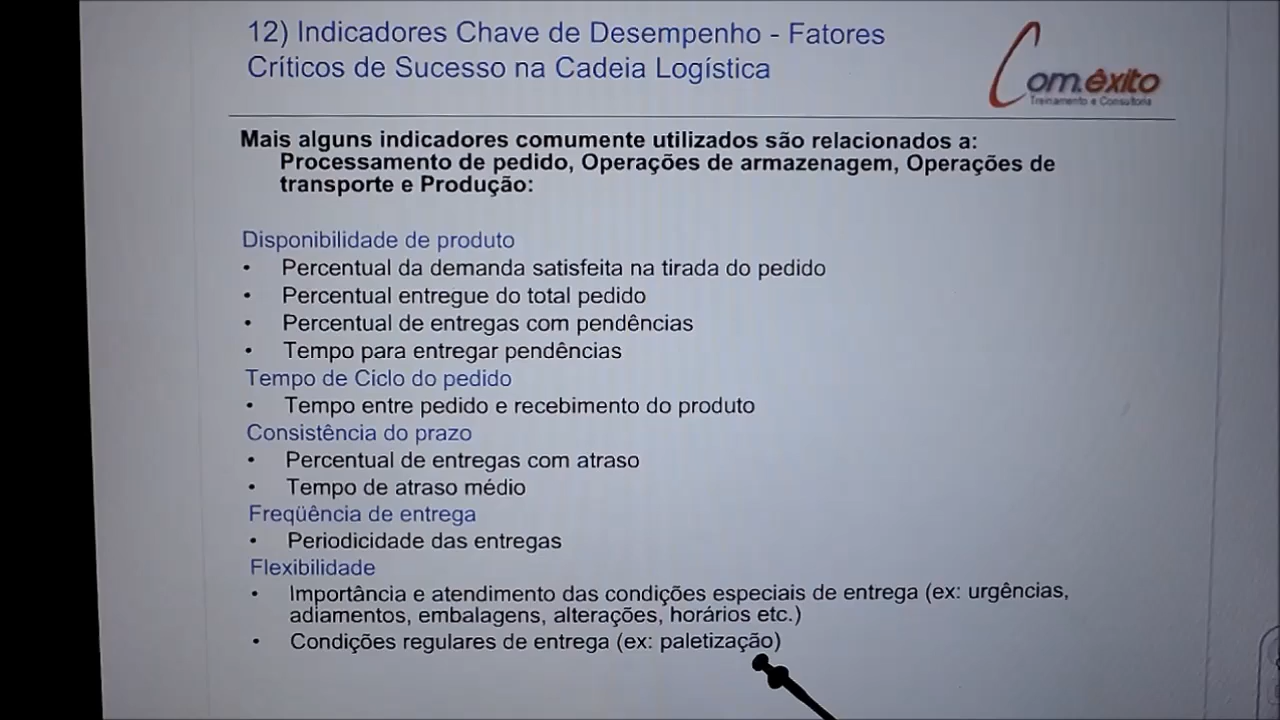 12) Indicadores Chave de Desempenho - Fatores
Críticos de Sucesso na Cadeia Logística
Com.êxito
Treinamento e Consultoria
Mais alguns indicadores comumente utilizados são relacionados a:
Processamento de pedido, Operações de armazenagem, Operações de
transporte e Produção:
Disponibilidade de produto
• Percentual da demanda satisfeita na tirada do pedido
• Percentual entregue do total pedido
• Percentual de entregas com pendências
• Tempo para entregar pendências
Tempo de Ciclo do pedido
• Tempo entre pedido e recebimento do produto
Consistência do prazo
• Percentual de entregas com atraso
• Tempo de atraso médio
Freqüência de entrega
• Periodicidade das entregas
Flexibilidade
• Importância e atendimento das condições especiais de entrega (ex: urgências,
adiamentos, embalagens, alterações, horários etc.)
• Condições regulares de entrega (ex: paletização)